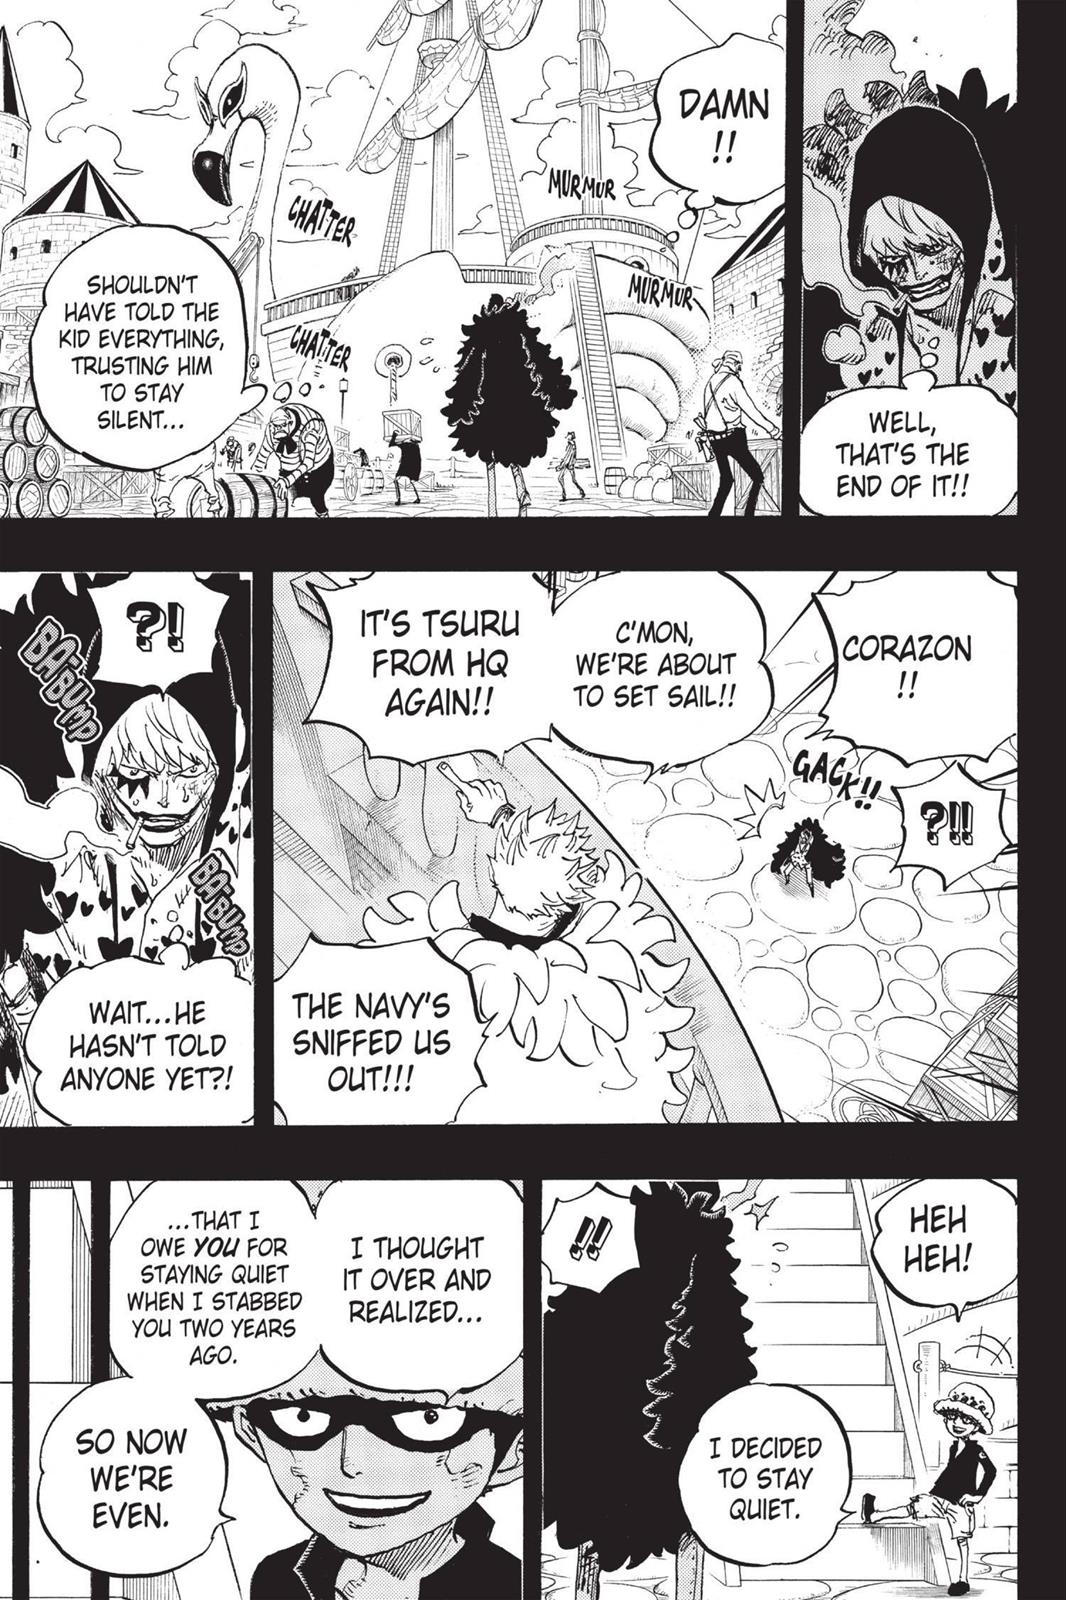 WELL,
THAT'S THE
END OF IT!!
DAMN
!!
MURMUR
MURMUR
CHATTER
CHATTER
SHOULDN'T
HAVE TOLD THE
KID EVERYTHING,
TRUSTING HIM
TO STAY
SILENT...
CORAZON
!!
?!!
GACK!!
C'MON,
WE'RE ABOUT
TO SET SAIL!!
IT'S TSURU
FROM HQ
AGAIN!!
THE NAVY'S
SNIFFED US
OUT!!!
?!
BA-BUMP
BA-BUMP
WAIT...HE
HASN'T TOLD
ANYONE YET?!
HEH
HEH!
!!
I DECIDED
TO STAY
QUIET.
I THOUGHT
IT OVER AND
REALIZED...
...THAT I
OWE YOU FOR
STAYING QUIET
WHEN I STABBED
YOU TWO YEARS
AGO.
SO NOW
WE'RE
EVEN.